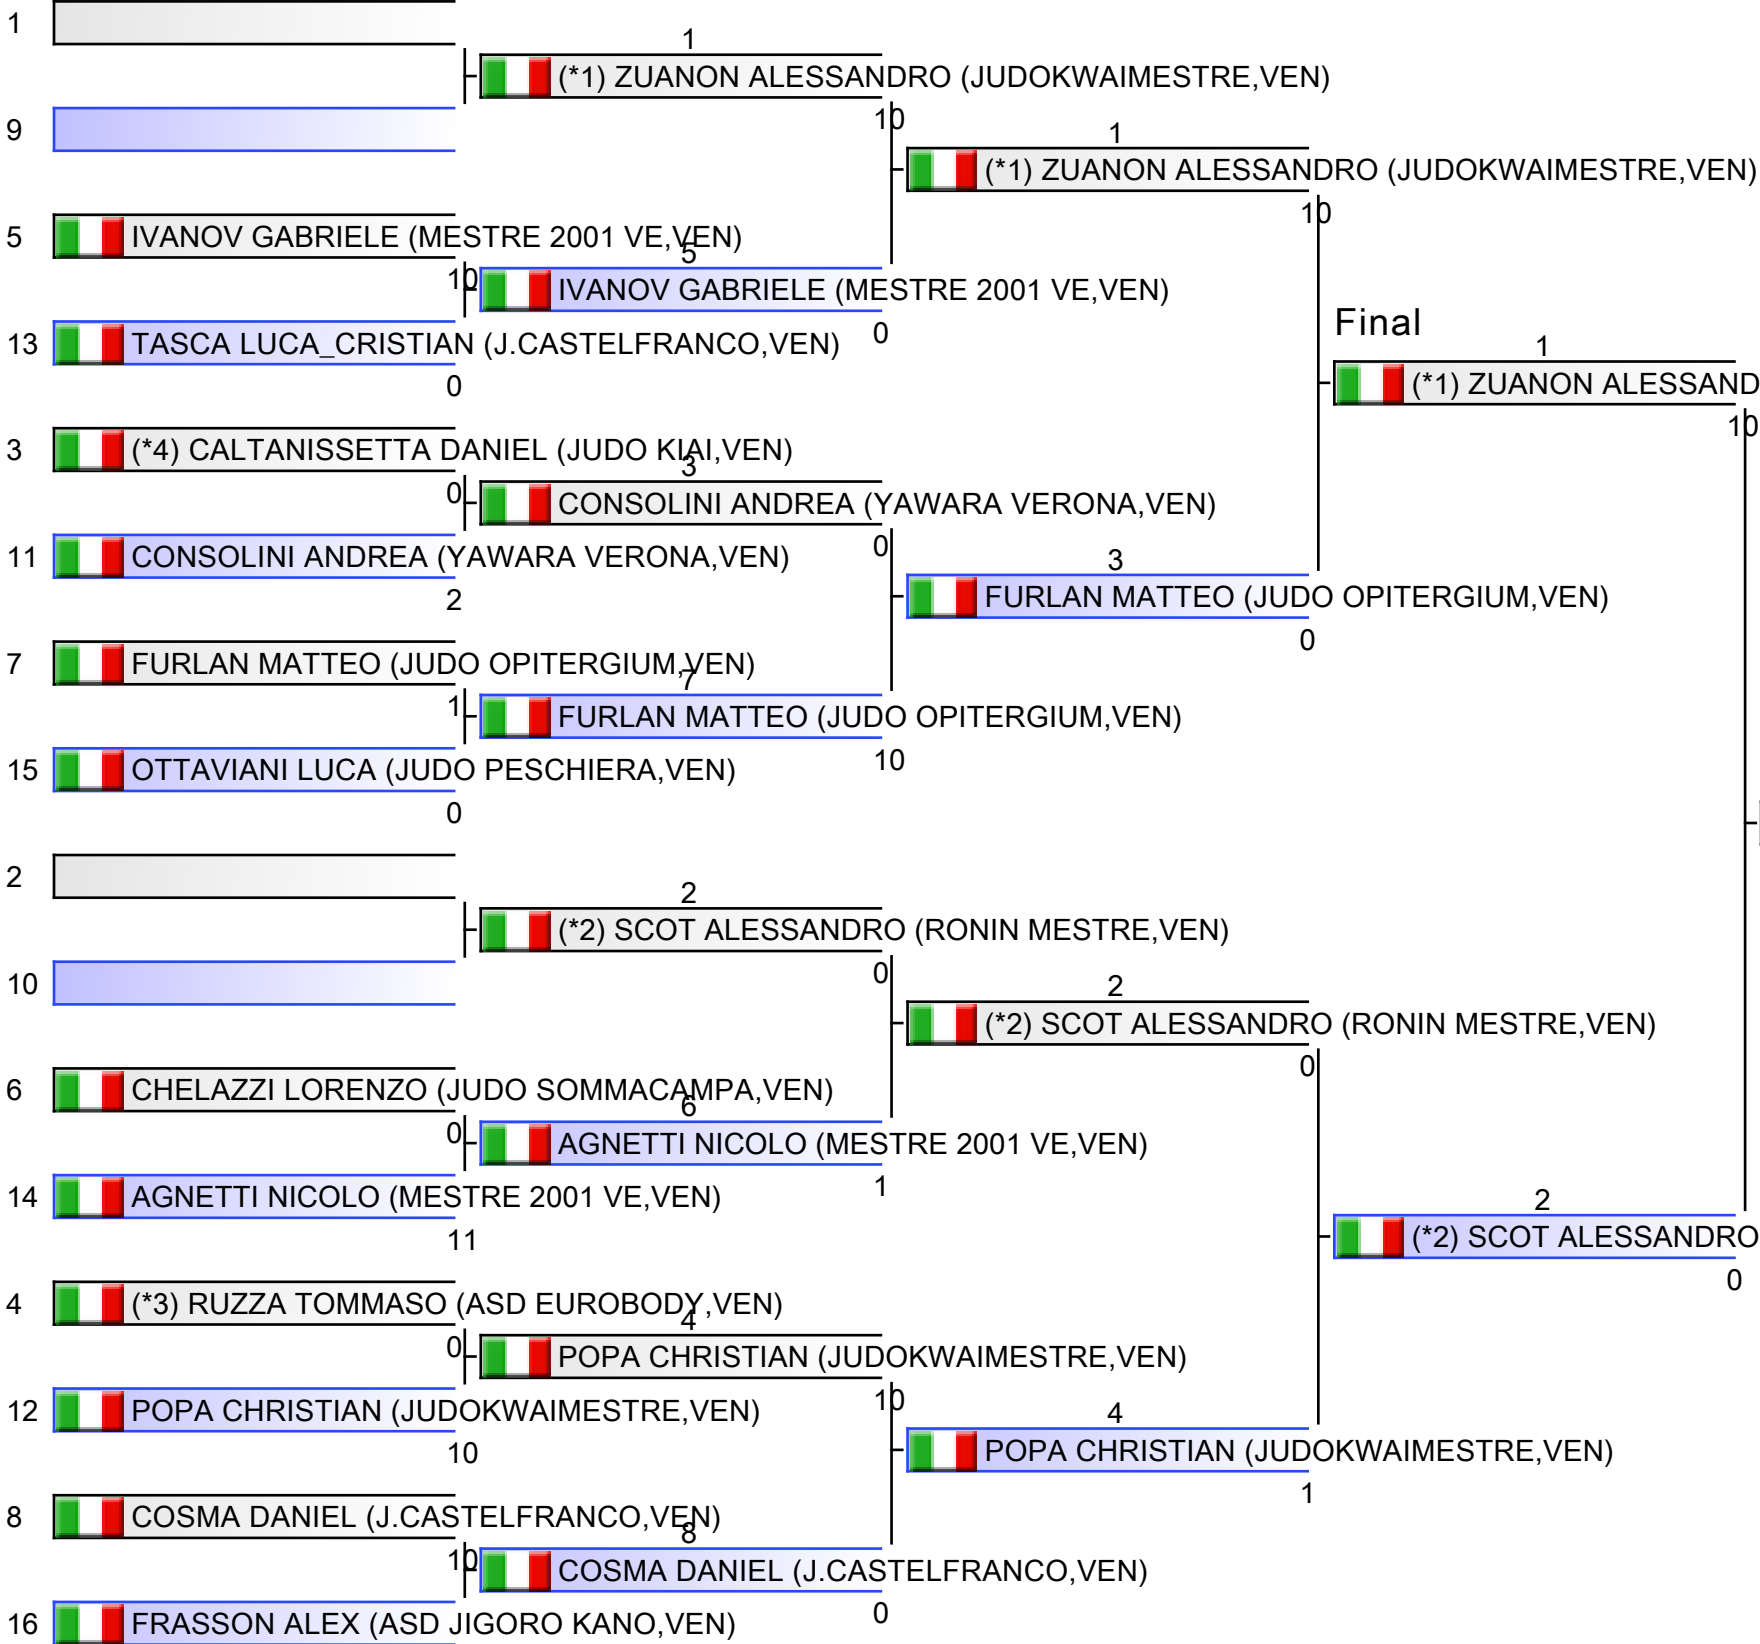 1
1
(*1) ZUANON ALESSANDRO (JUDOKWAIMESTRE,VEN)
10
9
1
(*1) ZUANON ALESSANDRO (JUDOKWAIMESTRE,VEN)
10
5 IVANOV GABRIELE (MESTRE 2001 VE,VEN)
5
10
IVANOV GABRIELE (MESTRE 2001 VE,VEN)
0
13 TASCA LUCA_CRISTIAN (J.CASTELFRANCO,VEN)
0
Final
1
(*1) ZUANON ALESSAND
10
3 (*4) CALTANISSETTA DANIEL (JUDO KIAI,VEN)
3
0
CONSOLINI ANDREA (YAWARA VERONA,VEN)
0
11 CONSOLINI ANDREA (YAWARA VERONA,VEN)
2
3
FURLAN MATTEO (JUDO OPITERGIUM,VEN)
0
7 FURLAN MATTEO (JUDO OPITERGIUM,VEN)
7
1
FURLAN MATTEO (JUDO OPITERGIUM,VEN)
10
15 OTTAVIANI LUCA (JUDO PESCHIERA,VEN)
0
2
2
(*2) SCOT ALESSANDRO (RONIN MESTRE,VEN)
0
10
2
(*2) SCOT ALESSANDRO (RONIN MESTRE,VEN)
0
6 CHELAZZI LORENZO (JUDO SOMMACAMPA,VEN)
6
0
AGNETTI NICOLO (MESTRE 2001 VE,VEN)
1
14 AGNETTI NICOLO (MESTRE 2001 VE,VEN)
11
2
(*2) SCOT ALESSANDRO
0
4 (*3) RUZZA TOMMASO (ASD EUROBODY,VEN)
4
0
POPA CHRISTIAN (JUDOKWAIMESTRE,VEN)
10
12 POPA CHRISTIAN (JUDOKWAIMESTRE,VEN)
10
4
POPA CHRISTIAN (JUDOKWAIMESTRE,VEN)
1
8 COSMA DANIEL (J.CASTELFRANCO,VEN)
8
10
COSMA DANIEL (J.CASTELFRANCO,VEN)
0
16 FRASSON ALEX (ASD JIGORO KANO,VEN)